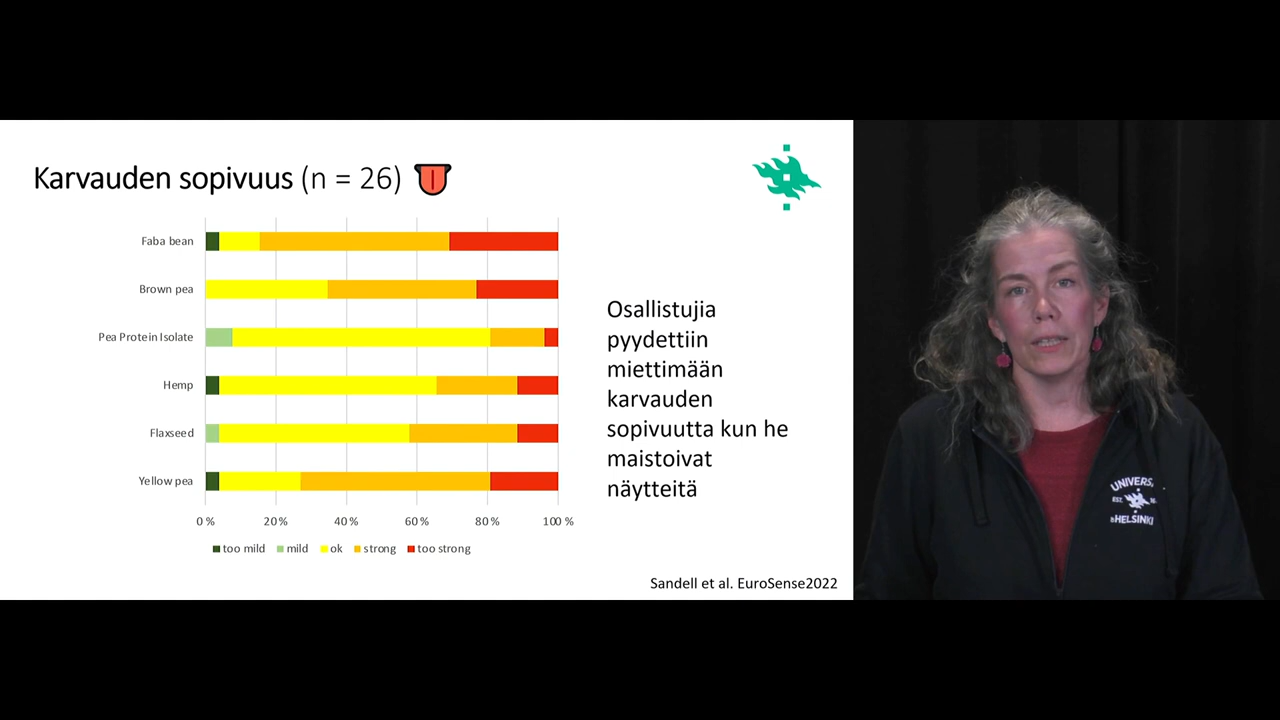 Karvauden sopivuus (n = 26)
Faba bean
Brown pea
Pea Protein Isolate
Hemp
Flaxseed
Yellow pea
0 % 20 % 40 % 60 % 80 % 100 %
too mild mild ok strong too strong
Osallistujia
pyydettiin
miettimään
karvauden
sopivuutta kun he
maistoivat
näytteitä
Sandell et al. EuroSense2022
EST.
HELSINKI